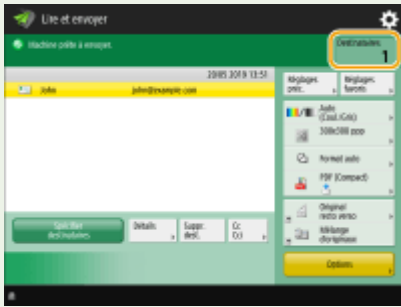 Lire et envoyer
Machine prête à envoyer.
Destinataires
1
20/05 2019 13:51
John
john@example.com
Réglages
préc.
Réglages
favoris
Auto
(Coul./Gris)
300x300 ppp
Format auto
PDF (Compact)
Original
recto verso
Mélange
d'originaux
Spécifier
destinataires
Détails
Suppr.
dest.
Cc
Cci
Options